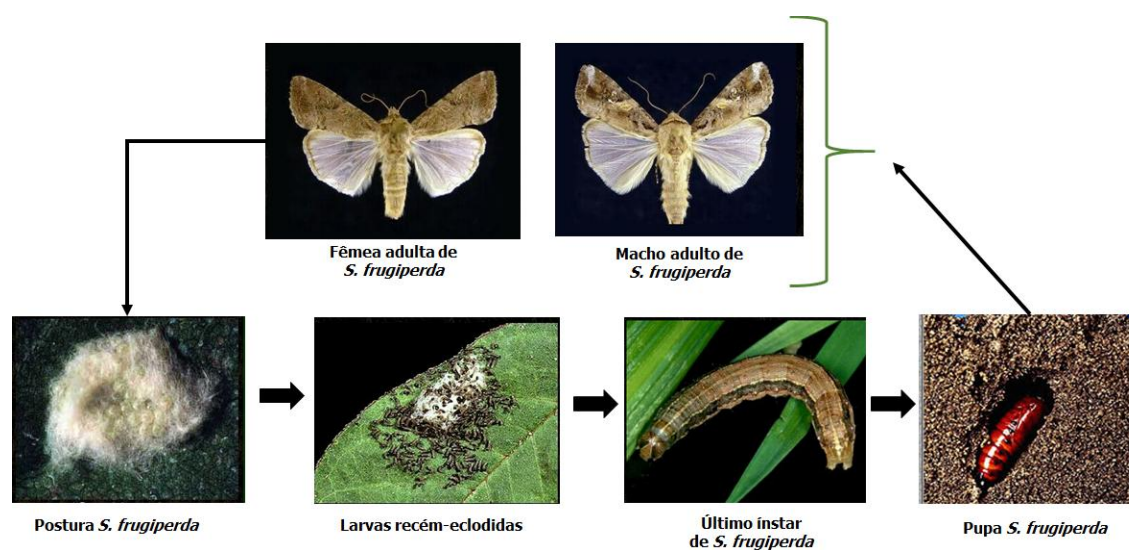 Fêmea adulta de
S. frugiperda
Macho adulto de
S. frugiperda
Postura S. frugiperda
Larvas recém-eclodidas
Último ínstar
de S. frugiperda
Pupa S. frugiperda